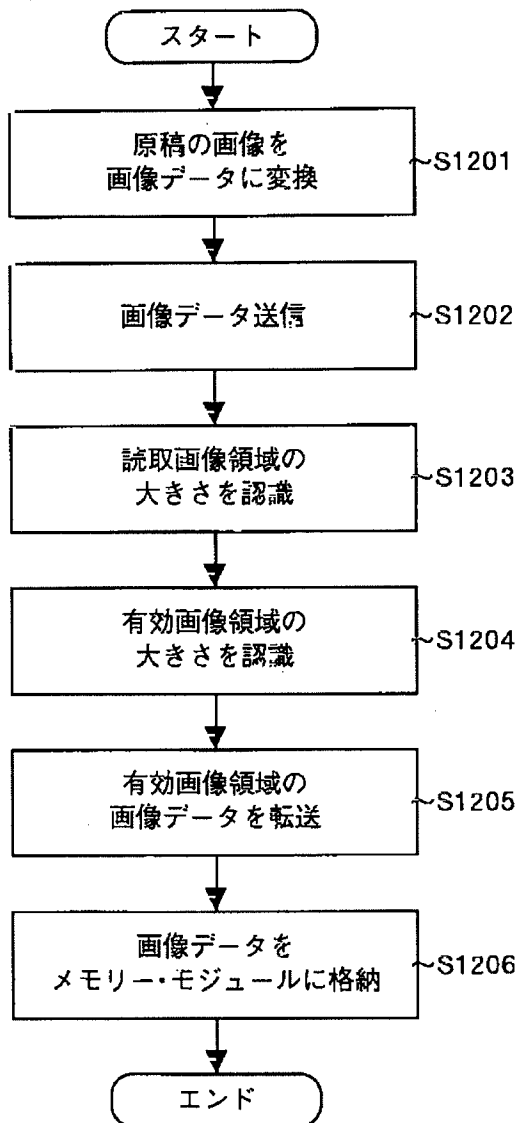 スタート
原稿の画像を
画像データに変換
~S1201
画像データ送信
~S1202
読取画像領域の
大きさを認識
~S1203
有効画像領域の
大きさを認識
~S1204
有効画像領域の
画像データを転送
~S1205
画像データを
メモリー・モジュールに格納
~S1206
エンド